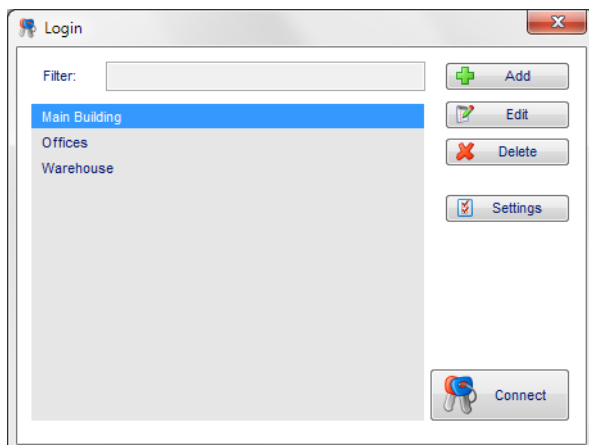 Login
Filter:
Add
Main Building
Edit
Offices
Delete
Warehouse
Settings
Connect